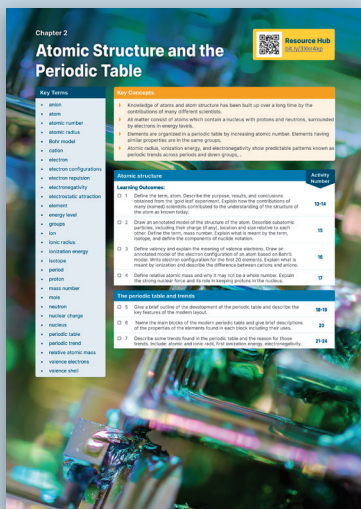 Chapter 2
Atomic Structure and the
Periodic Table
Resource Hub
Key Terms
anion
atom
atomic number
atomic radius
Bohr model
cation
electron
electron configurations
electron repulsion
electronegativity
electrostatic attraction
element
energy level
groups
ion
ionic radius
ionization energy
isotope
period
proton
mass number
mole
neutron
nuclear charge
nucleus
periodic table
periodic trend
relative atomic mass
valence electrons
valence shell
Key Concepts
Knowledge of atoms and atom structure has been built up over a long time by the
contributions of many different scientists.
All matter consist of atoms which contain a nucleus with protons and neutrons, surrounded
by electrons in energy levels.
Elements are organized in a periodic table by increasing atomic number. Elements having
similar properties are in the same groups.
Atomic radius, ionization energy, and electronegativity show predictable patterns known as
periodic trends across periods and down groups. .
Atomic structure
Activity
Number
Learning Outcomes:
1 Define the term, atom. Describe the purpose, results, and conclusions
obtained from the 'gold leaf' experiment. Explain how the contributions of
many (named) scientists contributed to the understanding of the structure of
the atom as known today.
13-14
2 Draw an annotated model of the structure of the atom. Describe subatomic
particles, including their charge (if any), location and size relative to each
other. Define the term, mass number. Explain what is meant by the term,
isotope, and define the components of nuclide notation.
15
3 Define valency and explain the meaning of valence electrons. Draw an
annotated model of the electron configuration of an atom based on Bohr's
model. Write electron configuration for the first 20 elements. Explain what is
meant by ionization and describe the difference between cations and anions.
16
4 Define relative atomic mass and why it may not be a whole number. Explain
the strong nuclear force and its role in keeping protons in the nucleus.
17
The periodic table and trends
5 Give a brief outline of the development of the periodic table and describe the
key features of the modern layout.
18-19
6 Name the main blocks of the modern periodic table and give brief descriptions
of the properties of the elements found in each block including their uses.
20
7 Describe some trends found in the periodic table and the reason for those
trends. Include: atomic and ionic radii, first ionization energy, electronegativity.
21-24